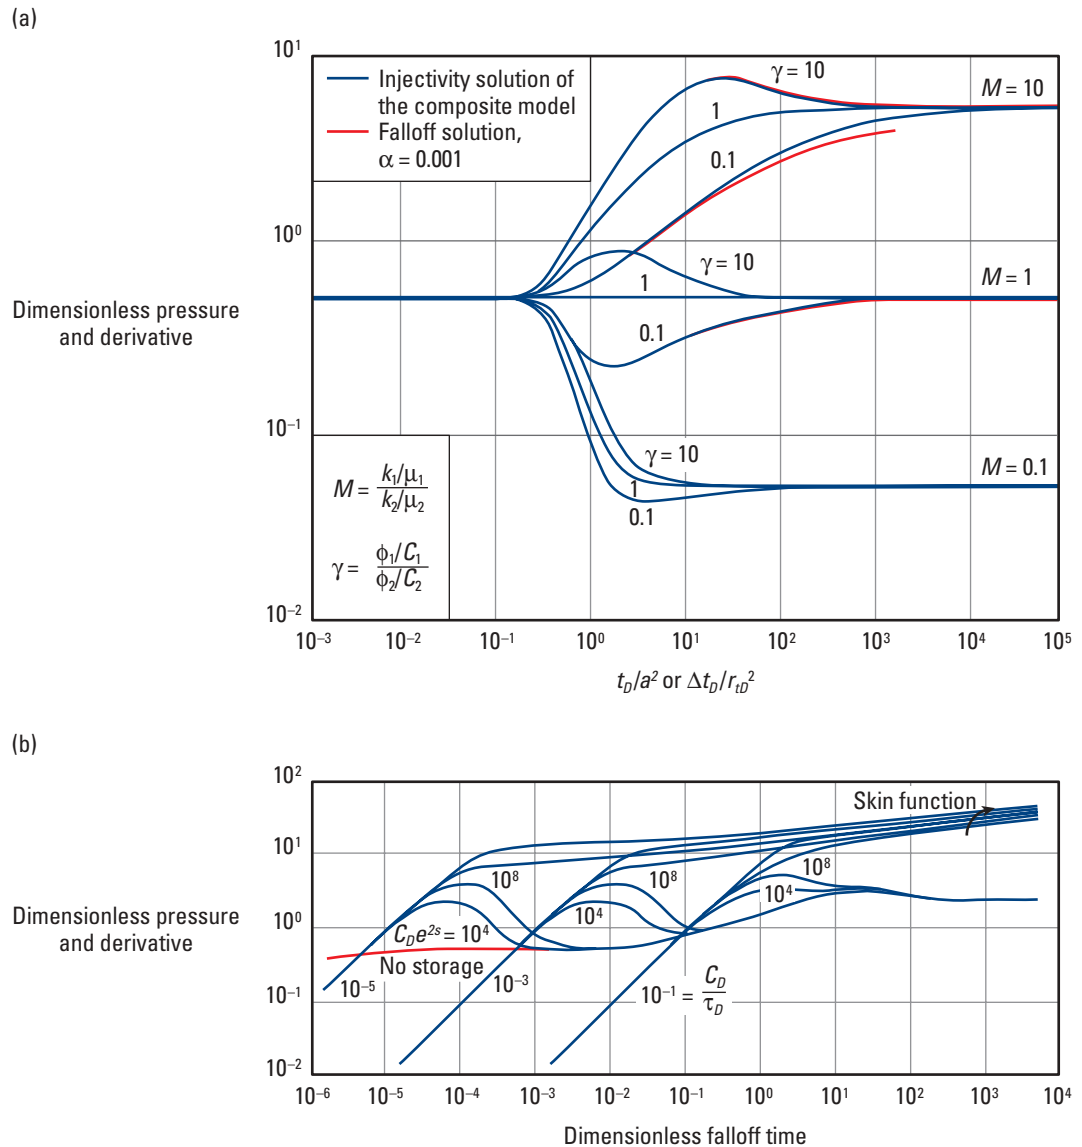 (a)
10¹
Injectivity solution of
the composite model
Falloff solution,
α = 0.001
γ = 10
M = 10
1
0.1
10⁰
γ = 10
1
M = 1
Dimensionless pressure
and derivative
0.1
10⁻¹
γ = 10
M = 0.1
1
0.1
M = k₁/μ₁
k₂/μ₂
γ = ϕ₁/C₁
ϕ₂/C₂
10⁻²
10⁻³ 10⁻² 10⁻¹ 10⁰ 10¹ 10² 10³ 10⁴ 10⁵
t_D/a² or Δt_D/r_tD²
(b)
10²
Skin function
10¹
10⁸ 10⁸ 10⁸
10⁴ 10⁴
Dimensionless pressure
and derivative
10⁰
C_De²ˢ = 10⁴
No storage
10⁻⁵ 10⁻³ 10⁻¹ = C_D
τ_D
10⁻¹
10⁻²
10⁻⁶ 10⁻⁵ 10⁻⁴ 10⁻³ 10⁻² 10⁻¹ 10⁰ 10¹ 10² 10³ 10⁴
Dimensionless falloff time